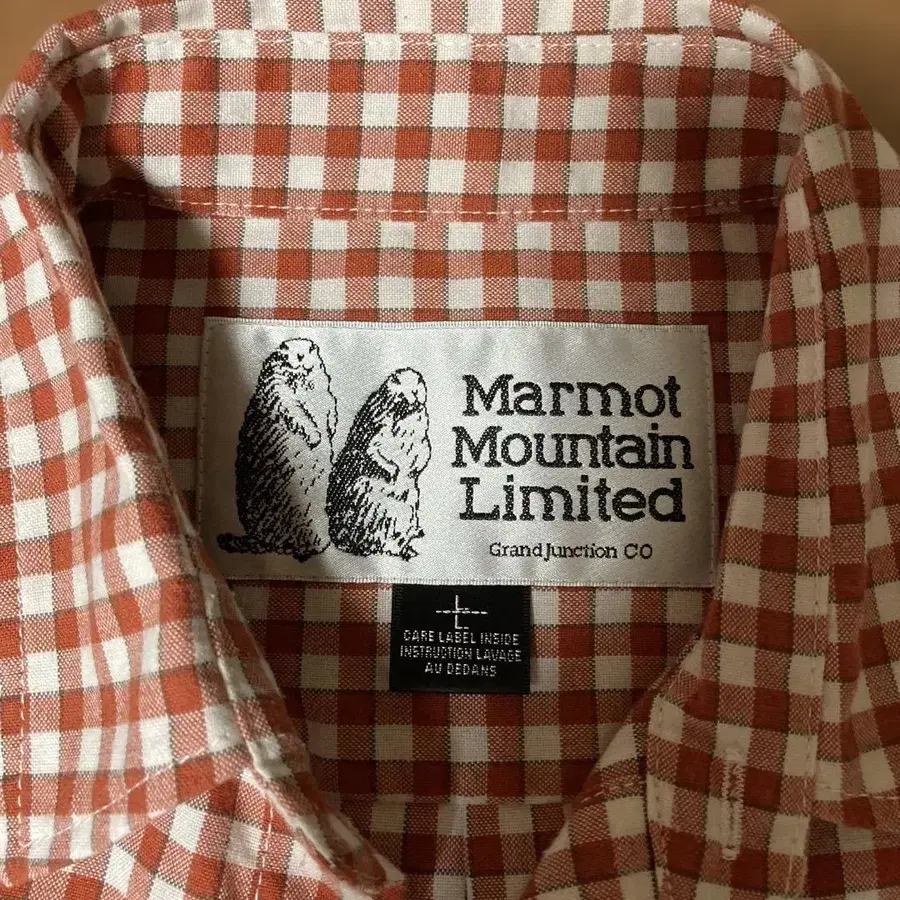 Marmot
Mountain
Limited
Grand Junction CO
L
L
CARE LABEL INSIDE
INSTRUCTION LAVAGE
AU DEDANS